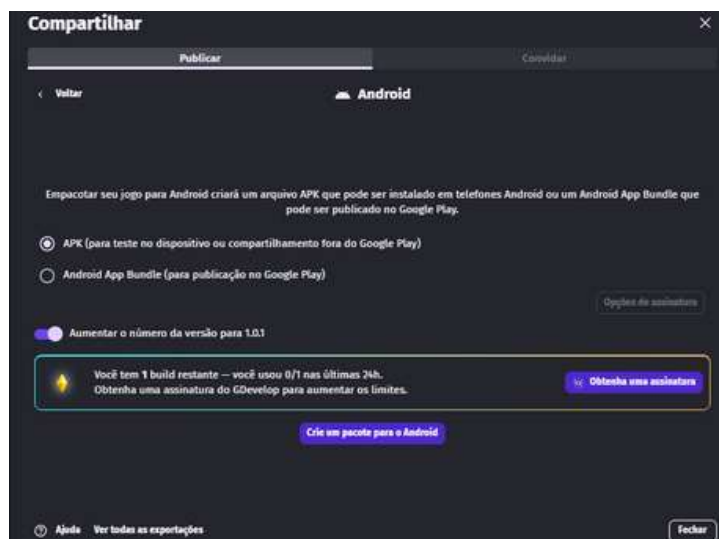 Compartilhar
Publicar
Convidar
Voltar
Android
Empacotar seu jogo para Android criará um arquivo APK que pode ser instalado em telefones Android ou um Android App Bundle que
pode ser publicado no Google Play.
APK (para teste no dispositivo ou compartilhamento fora do Google Play)
Android App Bundle (para publicação no Google Play)
Opções de assinatura
Aumentar o número da versão para 1.0.1
Você tem 1 build restante — você usou 0/1 nas últimas 24h.
Obtenha uma assinatura do GDevelop para aumentar os limites.
Obtenha uma assinatura
Crie um pacote para o Android
Ajuda
Ver todas as exportações
Fechar